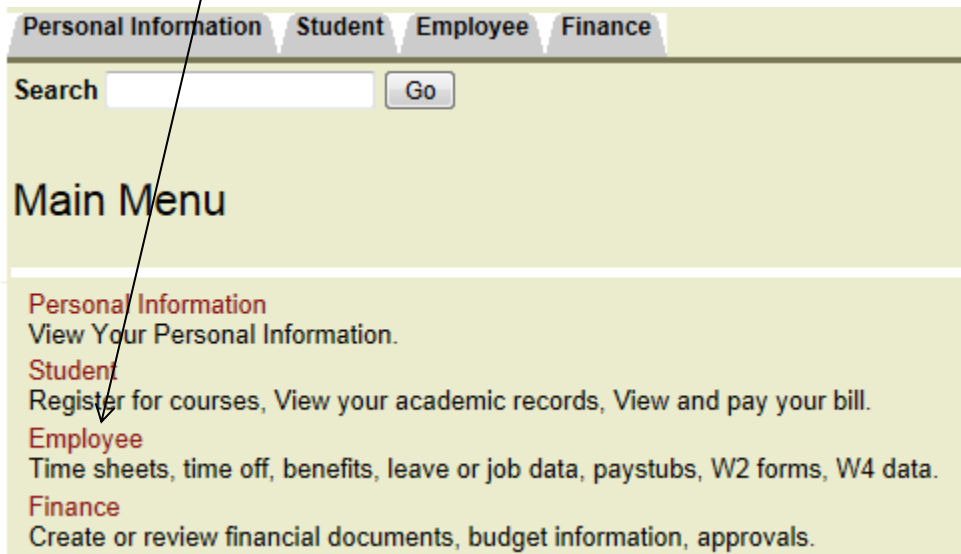 Personal Information Student Employee Finance
Search Go
Main Menu
Personal Information
View Your Personal Information.
Student
Register for courses, View your academic records, View and pay your bill.
Employee
Time sheets, time off, benefits, leave or job data, paystubs, W2 forms, W4 data.
Finance
Create or review financial documents, budget information, approvals.